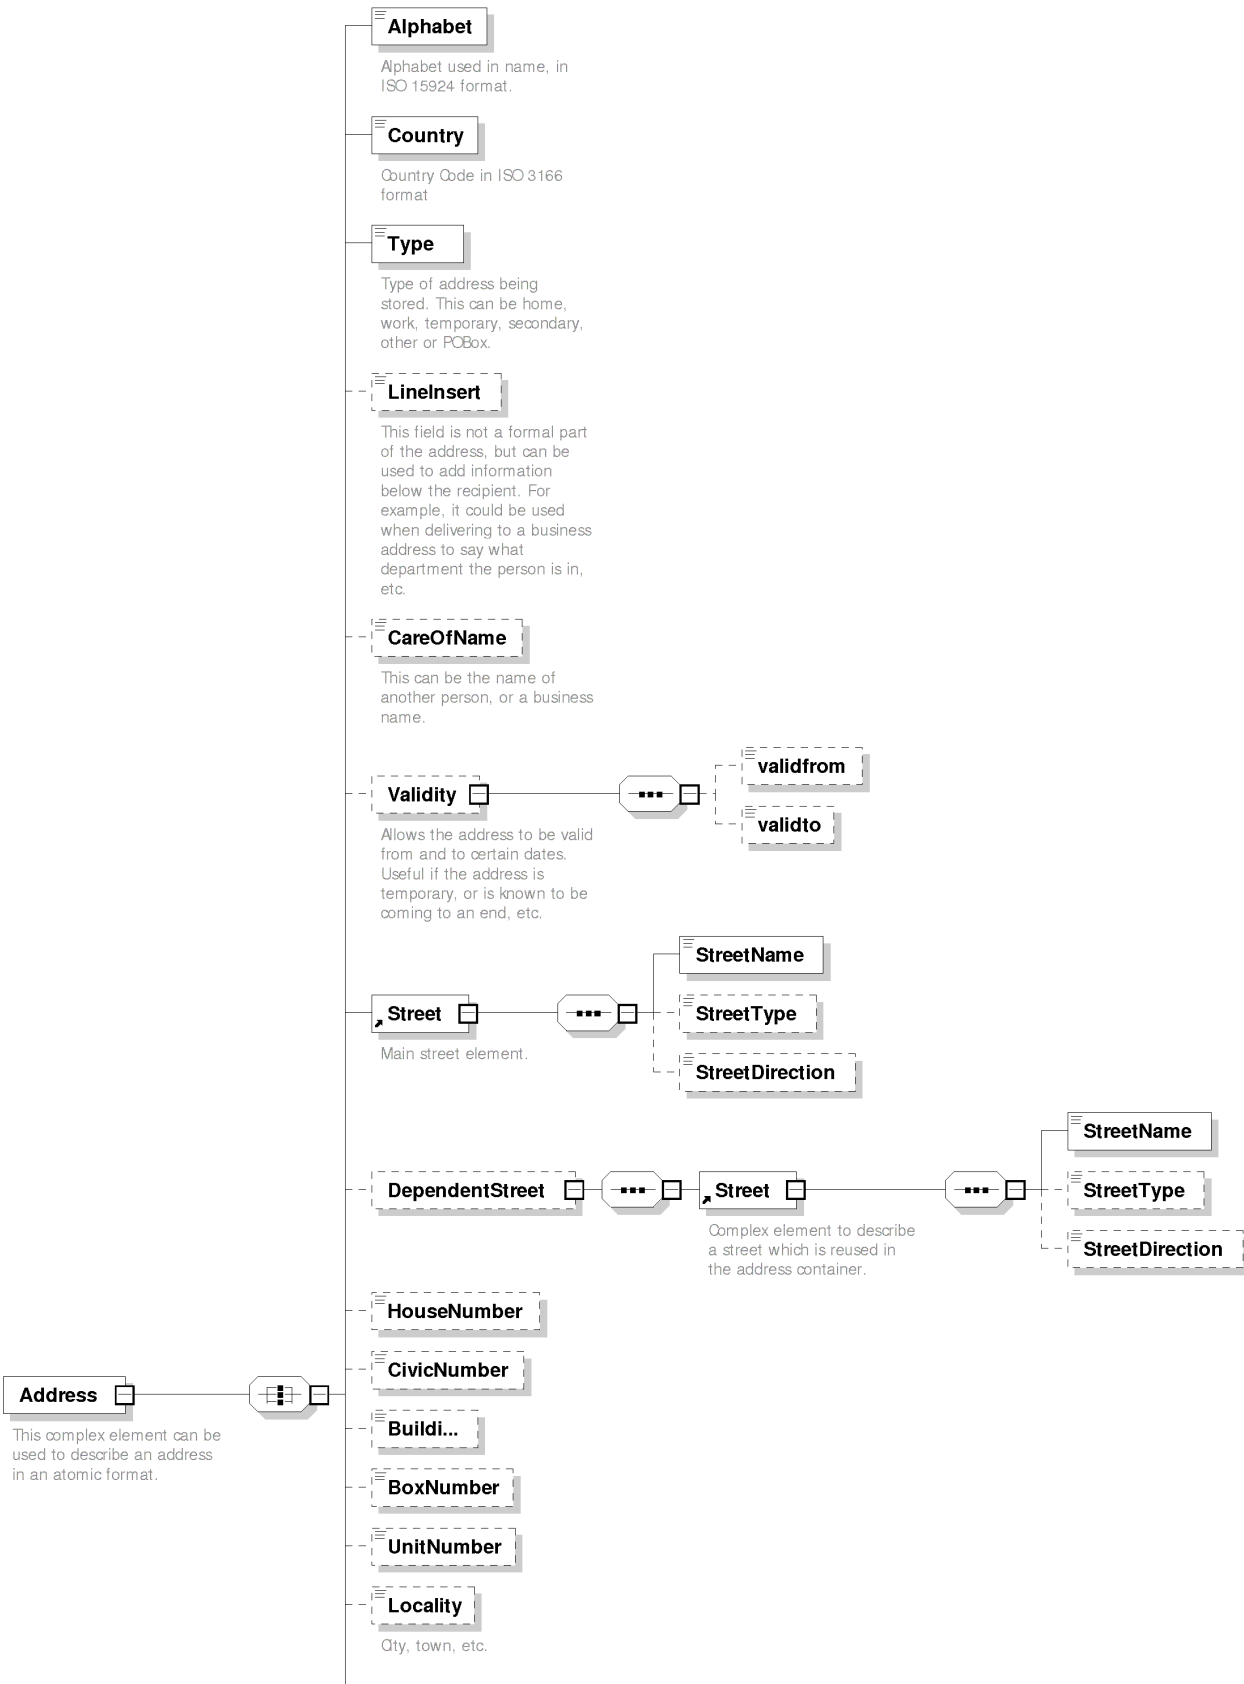 Alphabet
Alphabet used in name, in
ISO 15924 format.
Country
Country Code in ISO 3166
format
Type
Type of address being
stored. This can be home,
work, temporary, secondary,
other or POBox.
LineInsert
This field is not a formal part
of the address, but can be
used to add information
below the recipient. For
example, it could be used
when delivering to a business
address to say what
department the person is in,
etc.
CareOfName
This can be the name of
another person, or a business
name.
Validity
validfrom
validto
Allows the address to be valid
from and to certain dates.
Useful if the address is
temporary, or is known to be
coming to an end, etc.
Street
Main street element.
StreetName
StreetType
StreetDirection
DependentStreet
Street
Complex element to describe
a street which is reused in
the address container.
StreetName
StreetType
StreetDirection
HouseNumber
CivicNumber
Address
This complex element can be
used to describe an address
in an atomic format.
Buildi...
BoxNumber
UnitNumber
Locality
City, town, etc.